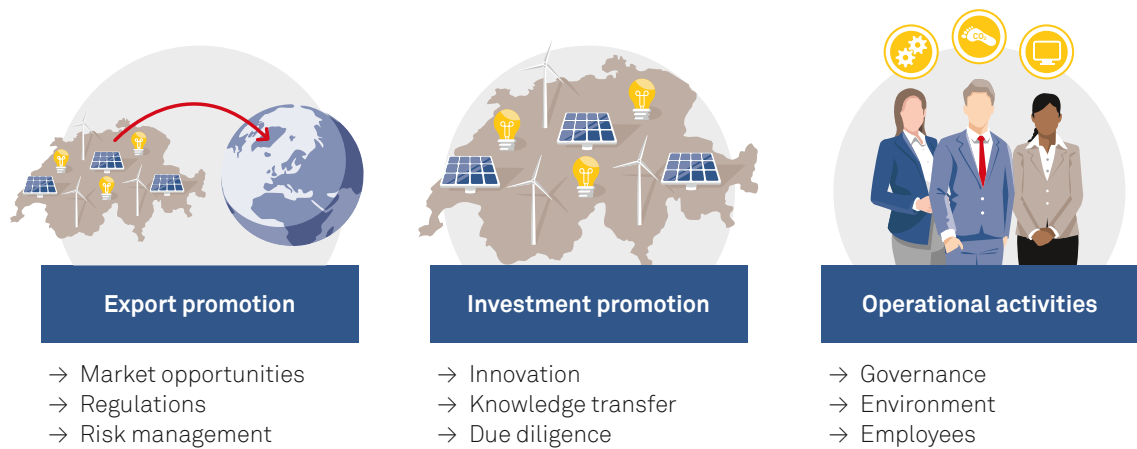 CO₂
Export promotion
→ Market opportunities
→ Regulations
→ Risk management
Investment promotion
→ Innovation
→ Knowledge transfer
→ Due diligence
Operational activities
→ Governance
→ Environment
→ Employees